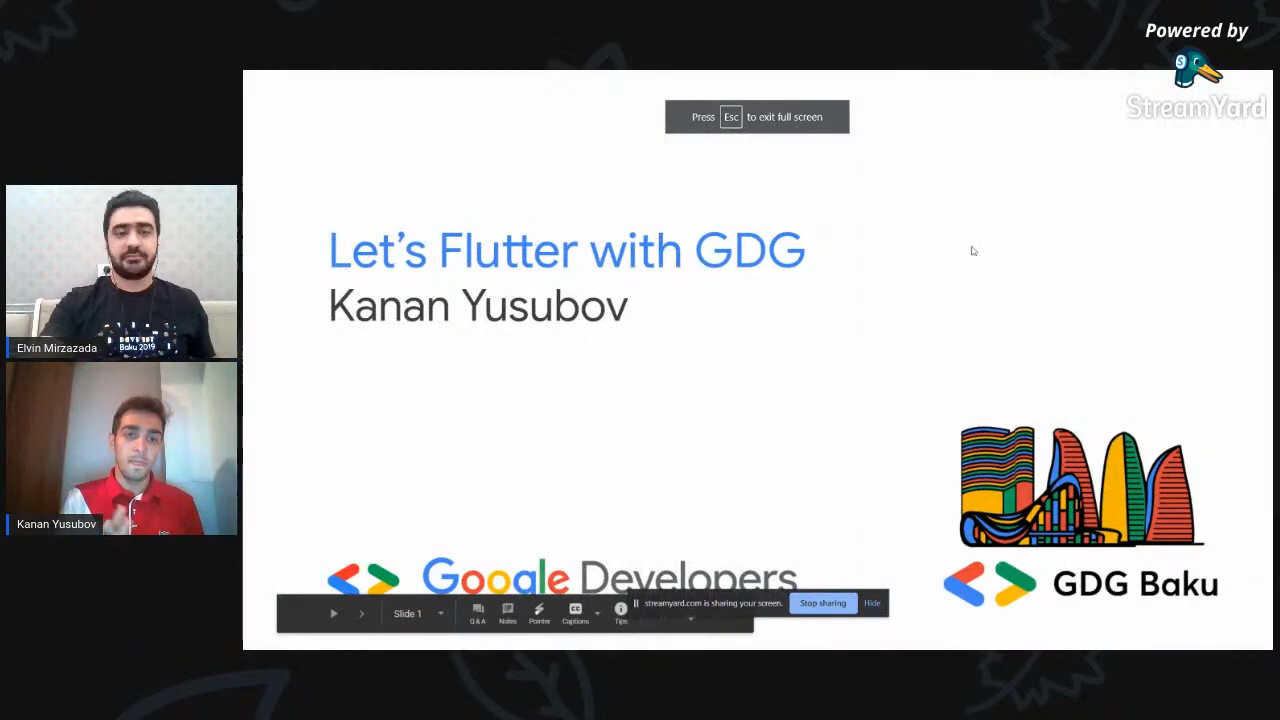 Powered by
StreamYard
Press Esc to exit full screen
Let's Flutter with GDG
Kanan Yusubov
Elvin Mirzazada
Baku 2019
Kanan Yusubov
Google Developers
GDG Baku
streamyard.com is sharing your screen. Stop sharing Hide
Slide 1
Q&A Notes Pointer Captions Tips